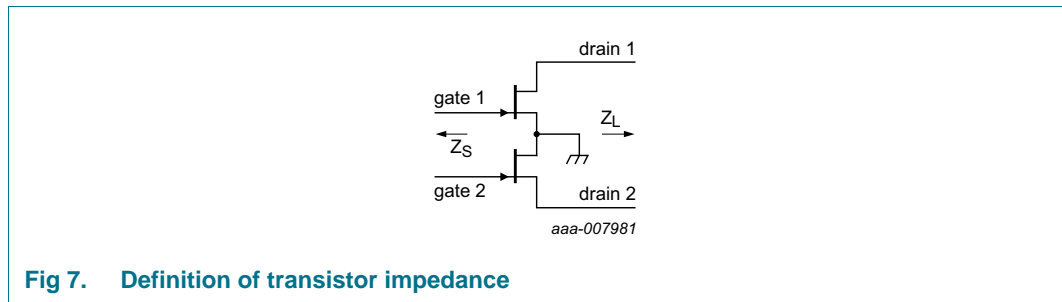 drain 1
gate 1
Z_S
Z_L
gate 2
drain 2
aaa-007981
Fig 7. Definition of transistor impedance